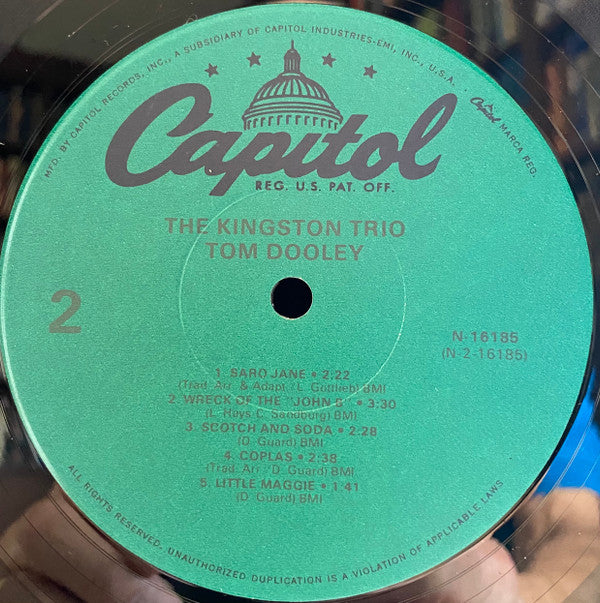 MFD. BY CAPITOL RECORDS, INC., A SUBSIDIARY OF CAPITOL INDUSTRIES-EMI, INC., U.S.A. • Capitol MARCA REG.
Capitol
REG. U.S. PAT. OFF.
THE KINGSTON TRIO
TOM DOOLEY
2
N-16185
(N-2-16185)
1. SARO JANE • 2:22
(Trad. Arr. & Adapt. L. Gottlieb) BMI
2. WRECK OF THE "JOHN B" • 3:30
(L. Hays C. Sandburg) BMI
3. SCOTCH AND SODA • 2:28
(D. Guard) BMI
4. COPLAS • 2:38
(Trad. Arr. D. Guard) BMI
5. LITTLE MAGGIE • 1:41
(D. Guard) BMI
ALL RIGHTS RESERVED. UNAUTHORIZED DUPLICATION IS A VIOLATION OF APPLICABLE LAWS